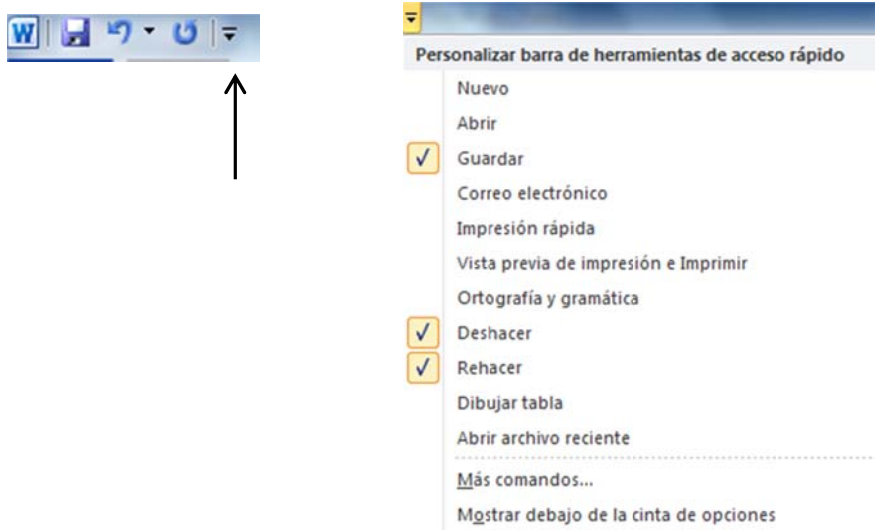 W
Personalizar barra de herramientas de acceso rápido
Nuevo
Abrir
Guardar
Correo electrónico
Impresión rápida
Vista previa de impresión e Imprimir
Ortografía y gramática
Deshacer
Rehacer
Dibujar tabla
Abrir archivo reciente
Más comandos...
Mostrar debajo de la cinta de opciones